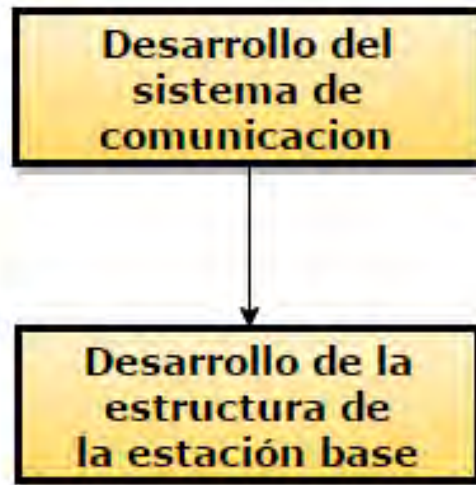 Desarrollo del
sistema de
comunicacion
Desarrollo de la
estructura de
la estación base